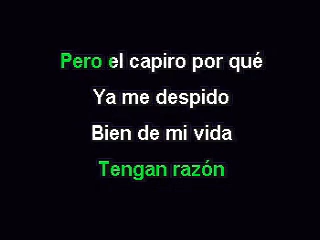 Pero el capiro por qué
Ya me despido
Bien de mi vida
Tengan razón